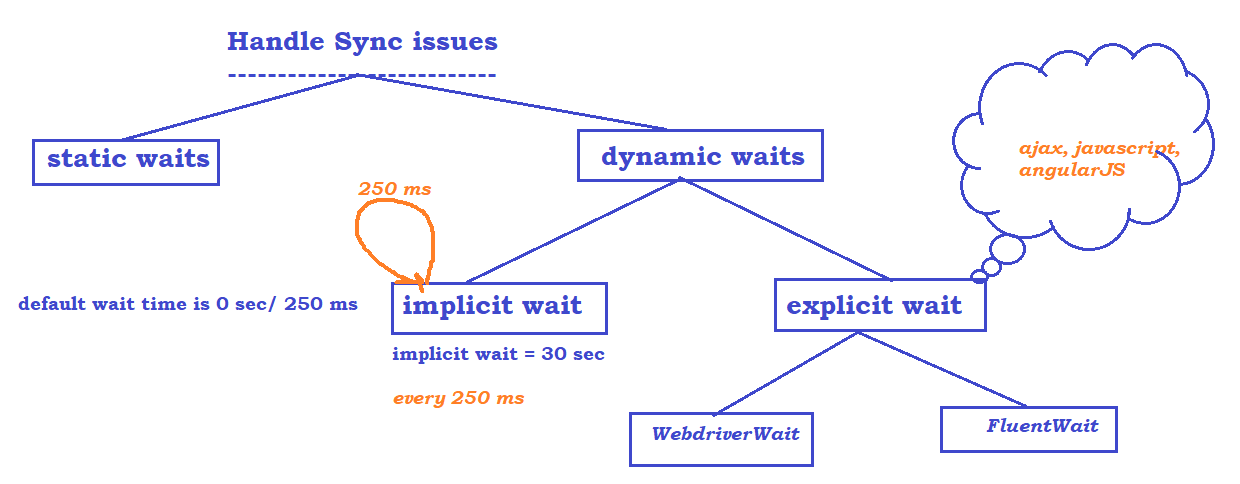 Handle Sync issues
---------------------------
static waits
dynamic waits
ajax, javascript,
angularJS
250 ms
default wait time is 0 sec/ 250 ms
implicit wait
explicit wait
implicit wait = 30 sec
every 250 ms
WebdriverWait
FluentWait